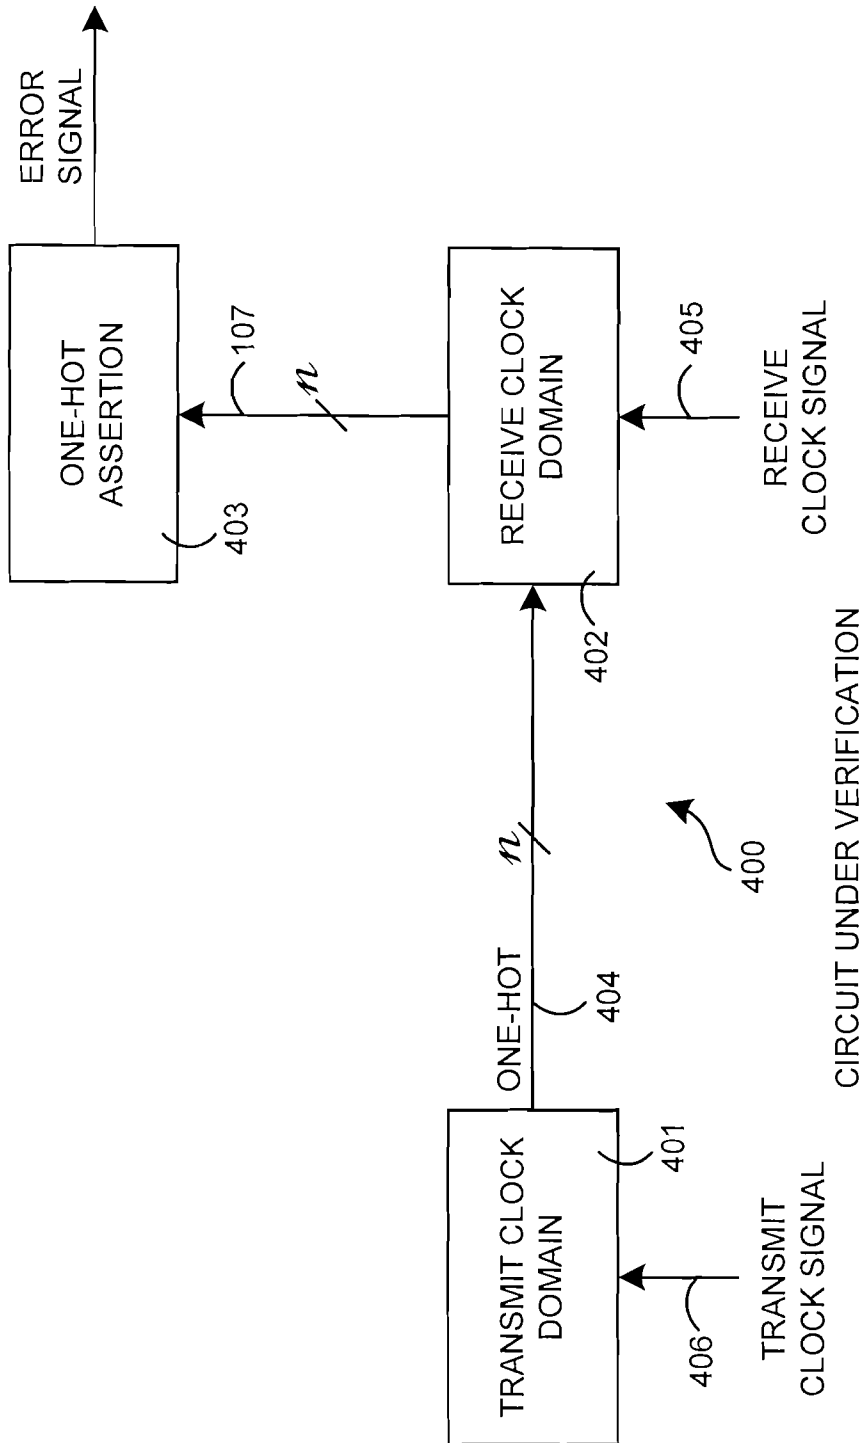 ERROR
SIGNAL
ONE-HOT
ASSERTION
403
107
n
RECEIVE CLOCK
DOMAIN
402
405
RECEIVE
CLOCK SIGNAL
n
ONE-HOT
404
400
TRANSMIT CLOCK
DOMAIN
401
406
TRANSMIT
CLOCK SIGNAL
CIRCUIT UNDER VERIFICATION